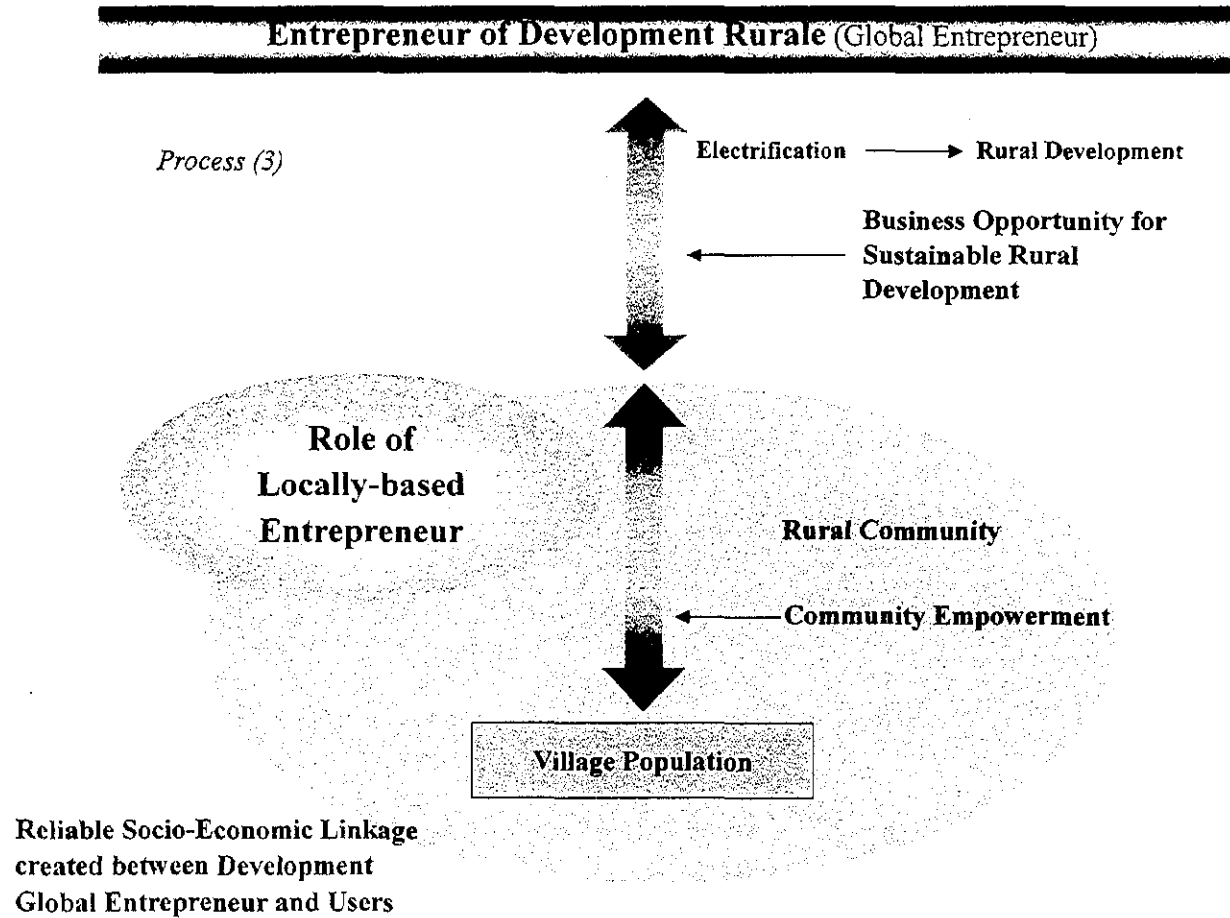 Entrepreneur of Development Rurale (Global Entrepreneur)
Process (3)
Electrification
Rural Development
Business Opportunity for
Sustainable Rural
Development
Role of
Locally-based
Entrepreneur
Rural Community
Community Empowerment
Village Population
Reliable Socio-Economic Linkage
created between Development
Global Entrepreneur and Users